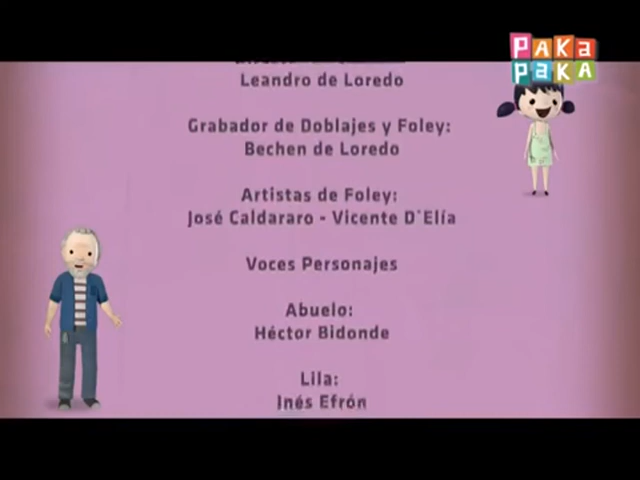 PAKA
PAKA
Leandro de Loredo
Grabador de Doblajes y Foley:
Bechen de Loredo
Artistas de Foley:
José Caldararo - Vicente D´Elía
Voces Personajes
Abuelo:
Héctor Bidonde
Lila:
Inés Efrón